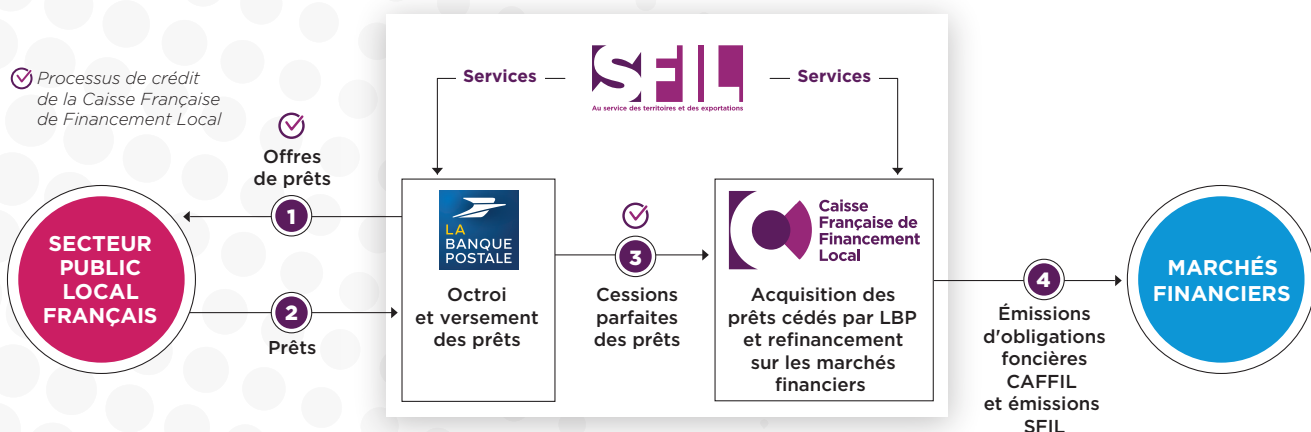 Processus de crédit
de la Caisse Française
de Financement Local
Services
SFIL
Services
Au service des territoires et des exportations
Offres
de prêts
1
SECTEUR
PUBLIC
LOCAL
FRANÇAIS
2
Prêts
LA
BANQUE
POSTALE
Octroi
et versement
des prêts
3
Cessions
parfaites
des prêts
Caisse
Française de
Financement
Local
Acquisition des
prêts cédés par LBP
et refinancement
sur les marchés
financiers
4
Émissions
d'obligations
foncières
CAFFIL
et émissions
SFIL
MARCHÉS
FINANCIERS